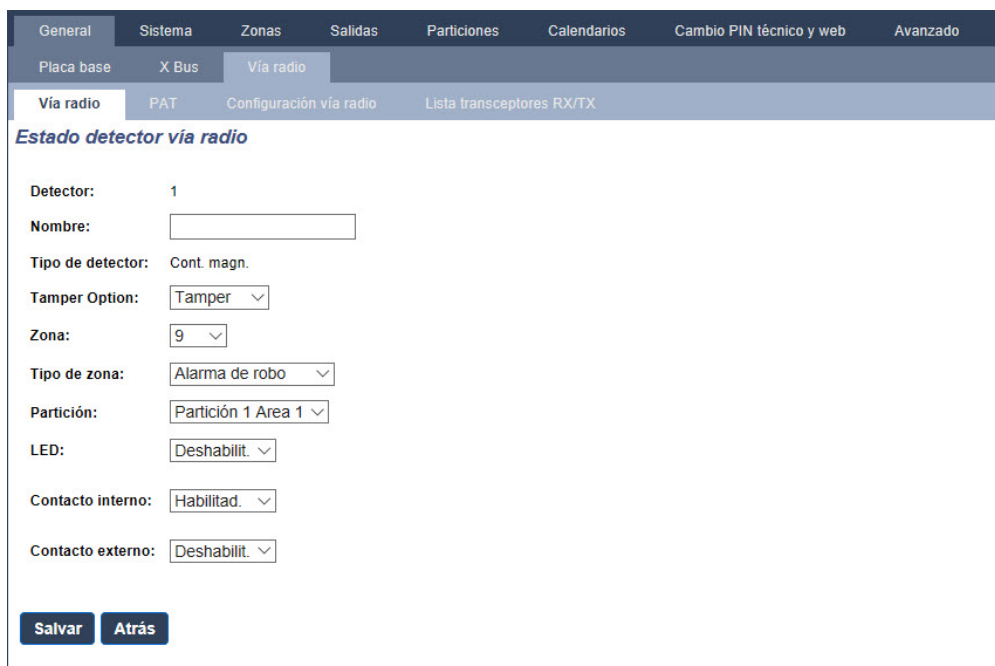 General Sistema Zonas Salidas Particiones Calendarios Cambio PIN técnico y web Avanzado
Placa base X Bus Vía radio
Vía radio PAT Configuración vía radio Lista transceptores RX/TX
Estado detector vía radio
Detector: 1
Nombre:
Tipo de detector: Cont. magn.
Tamper Option: Tamper
Zona: 9
Tipo de zona: Alarma de robo
Partición: Partición 1 Area 1
LED: Deshabilit.
Contacto interno: Habilitad.
Contacto externo: Deshabilit.
Salvar Atrás